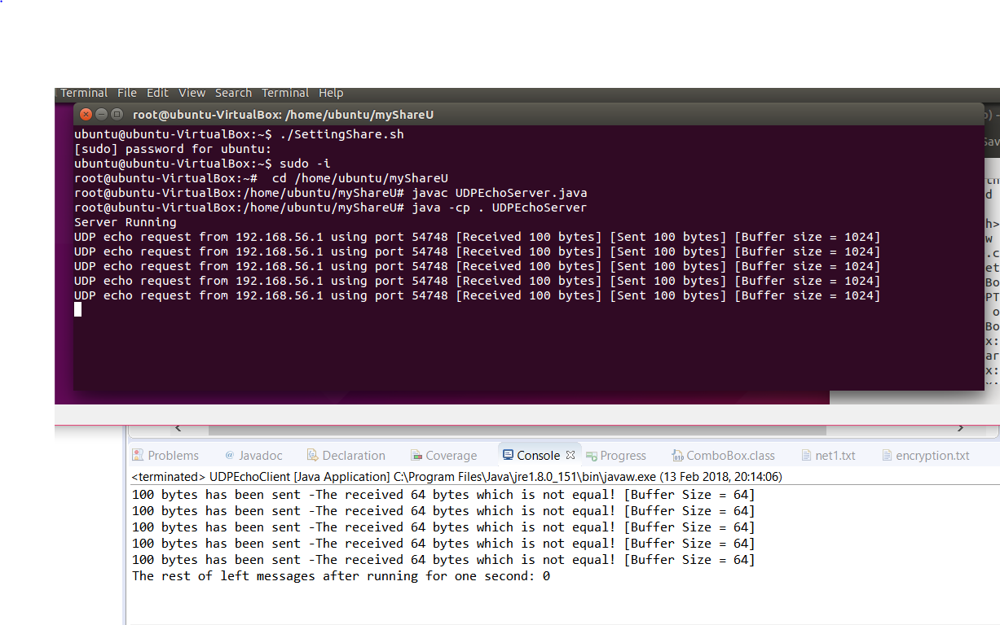 Terminal File Edit View Search Terminal Help
root@ubuntu-VirtualBox: /home/ubuntu/myShareU
ubuntu@ubuntu-VirtualBox:~$ ./SettingShare.sh
[sudo] password for ubuntu:
ubuntu@ubuntu-VirtualBox:~$ sudo -i
root@ubuntu-VirtualBox:~#  cd /home/ubuntu/myShareU
root@ubuntu-VirtualBox:/home/ubuntu/myShareU# javac UDPEchoServer.java
root@ubuntu-VirtualBox:/home/ubuntu/myShareU# java -cp . UDPEchoServer
Server Running
UDP echo request from 192.168.56.1 using port 54748 [Received 100 bytes] [Sent 100 bytes] [Buffer size = 1024]
UDP echo request from 192.168.56.1 using port 54748 [Received 100 bytes] [Sent 100 bytes] [Buffer size = 1024]
UDP echo request from 192.168.56.1 using port 54748 [Received 100 bytes] [Sent 100 bytes] [Buffer size = 1024]
UDP echo request from 192.168.56.1 using port 54748 [Received 100 bytes] [Sent 100 bytes] [Buffer size = 1024]
UDP echo request from 192.168.56.1 using port 54748 [Received 100 bytes] [Sent 100 bytes] [Buffer size = 1024]
Problems @ Javadoc Declaration Coverage Console Progress ComboBox.class net1.txt encryption.txt
<terminated> UDPEchoClient [Java Application] C:\Program Files\Java\jre1.8.0_151\bin\javaw.exe (13 Feb 2018, 20:14:06)
100 bytes has been sent -The received 64 bytes which is not equal! [Buffer Size = 64]
100 bytes has been sent -The received 64 bytes which is not equal! [Buffer Size = 64]
100 bytes has been sent -The received 64 bytes which is not equal! [Buffer Size = 64]
100 bytes has been sent -The received 64 bytes which is not equal! [Buffer Size = 64]
100 bytes has been sent -The received 64 bytes which is not equal! [Buffer Size = 64]
The rest of left messages after running for one second: 0